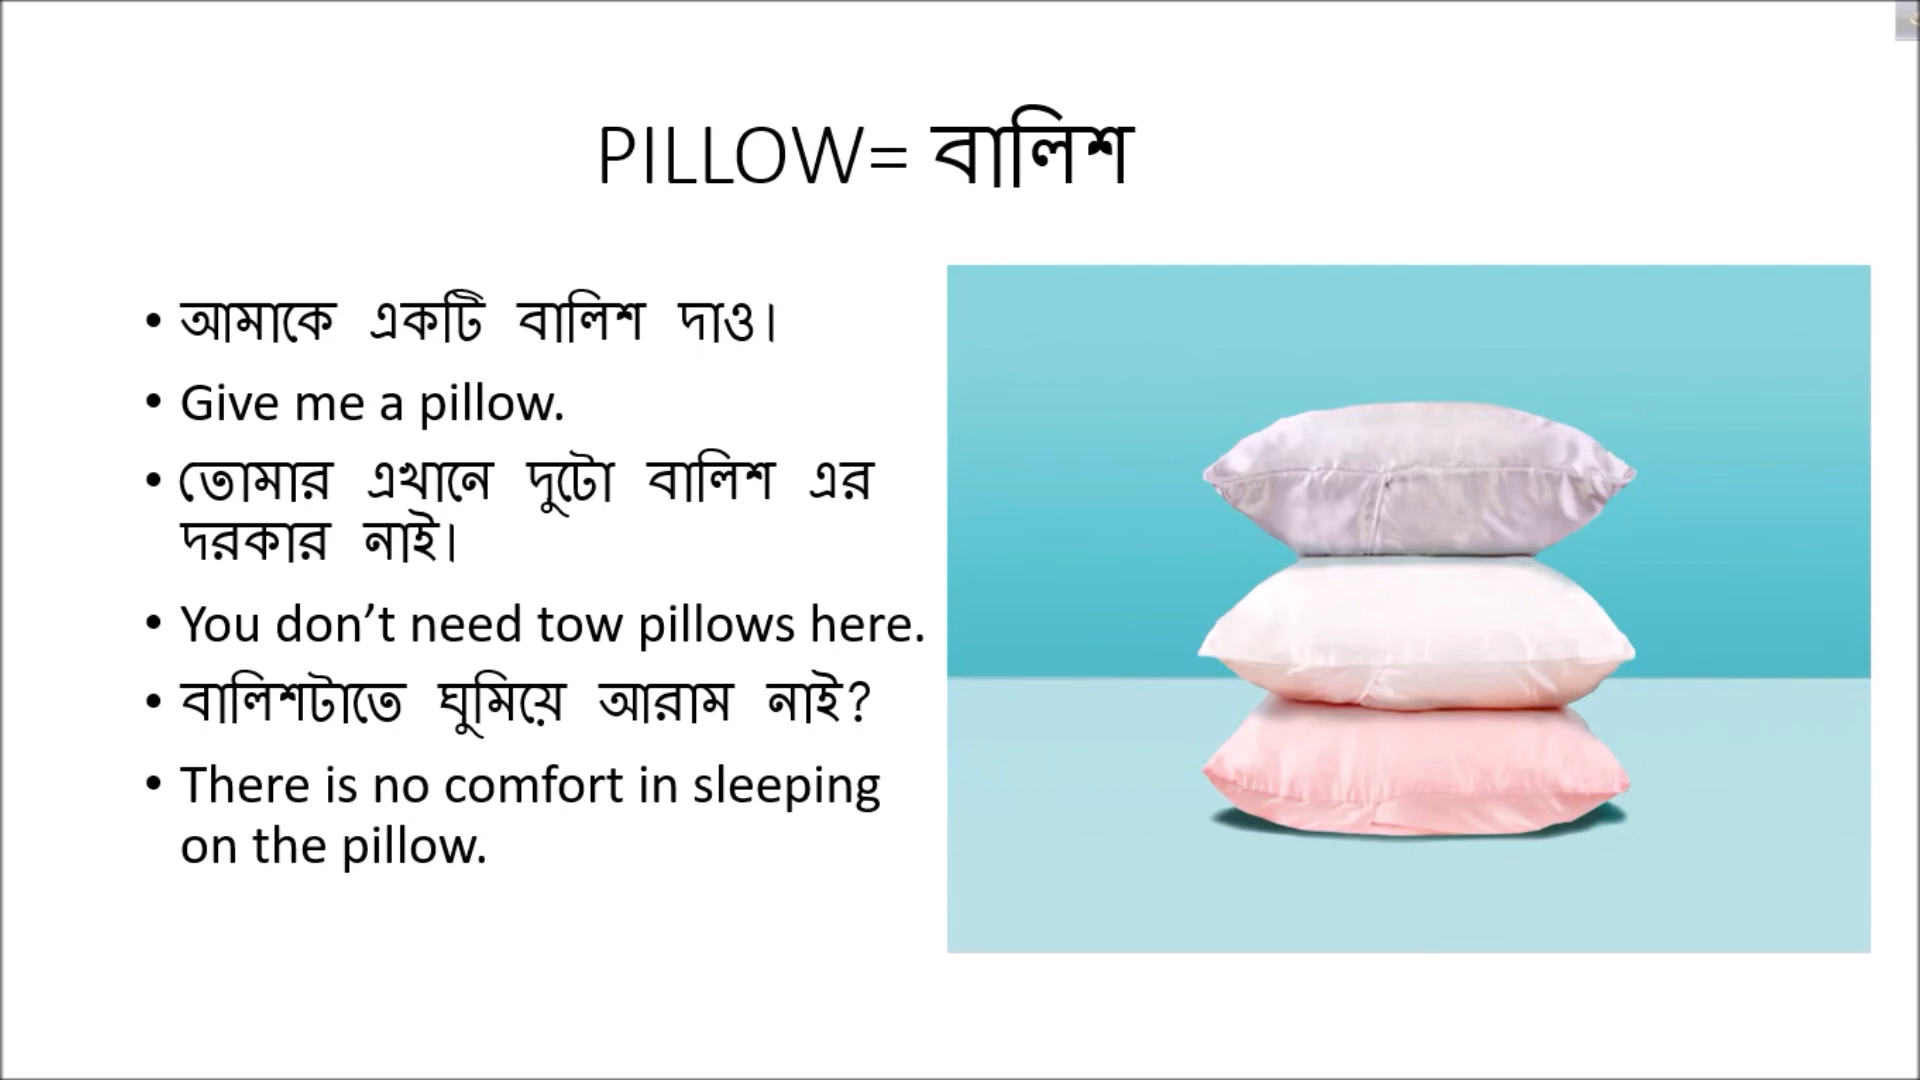 PILLOW= বালিশ
• আমাকে একটি বালিশ দাও।
• Give me a pillow.
• তোমার এখানে দুটো বালিশ এর
দরকার নাই।
• You don’t need tow pillows here.
• বালিশটাতে ঘুমিয়ে আরাম নাই?
• There is no comfort in sleeping
on the pillow.